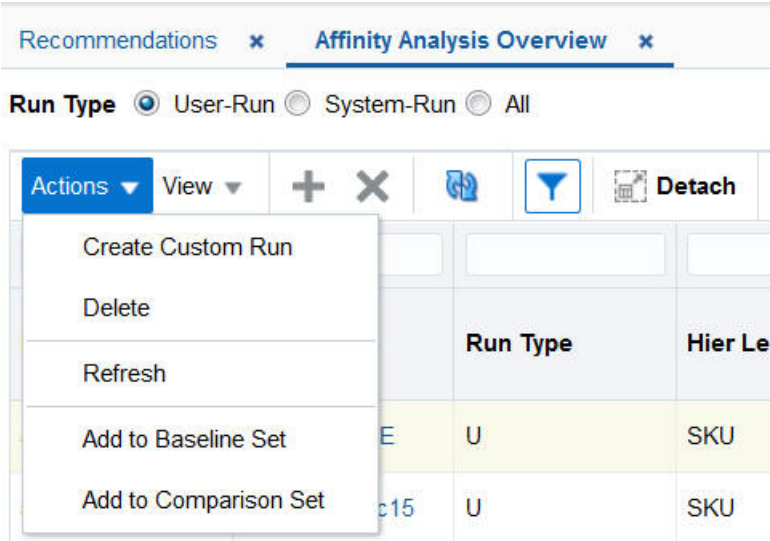 Recommendations × Affinity Analysis Overview ×
Run Type User-Run System-Run All
Actions View Detach
Create Custom Run
Delete
Run Type Hier Le
Refresh
Add to Baseline Set E U SKU
Add to Comparison Set c15 U SKU